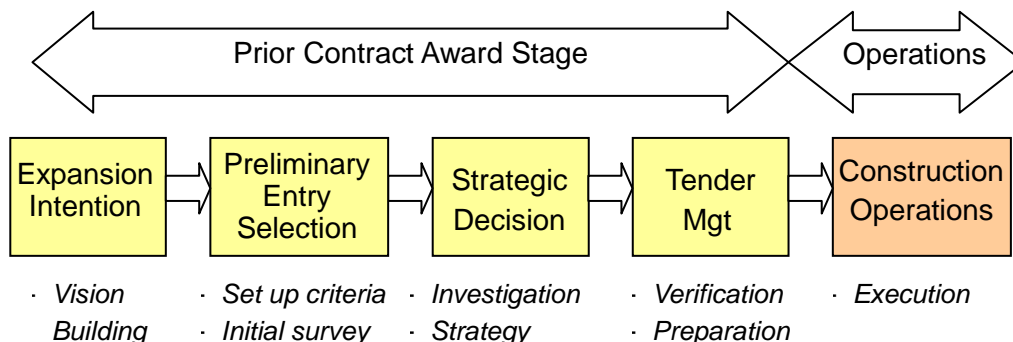 Prior Contract Award Stage
Operations
Expansion
Intention
Preliminary
Entry
Selection
Strategic
Decision
Tender
Mgt
Construction
Operations
· Vision
Building
· Set up criteria
· Initial survey
· Investigation
· Strategy
· Verification
· Preparation
· Execution